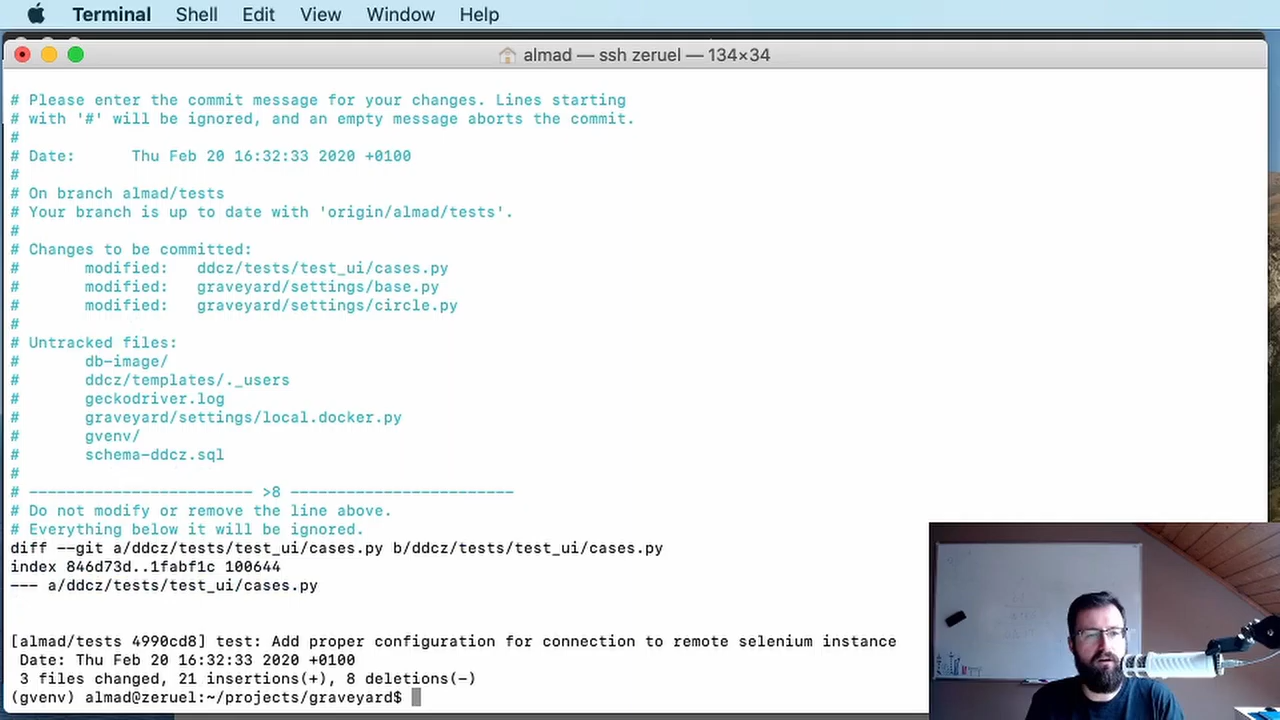 Terminal Shell Edit View Window Help
almad — ssh zeruel — 134×34
# Please enter the commit message for your changes. Lines starting
# with '#' will be ignored, and an empty message aborts the commit.
#
# Date:      Thu Feb 20 16:32:33 2020 +0100
#
# On branch almad/tests
# Your branch is up to date with 'origin/almad/tests'.
#
# Changes to be committed:
#       modified:   ddcz/tests/test_ui/cases.py
#       modified:   graveyard/settings/base.py
#       modified:   graveyard/settings/circle.py
#
# Untracked files:
#       db-image/
#       ddcz/templates/._users
#       geckodriver.log
#       graveyard/settings/local.docker.py
#       gvenv/
#       schema-ddcz.sql
#
# ------------------------ >8 ------------------------
# Do not modify or remove the line above.
# Everything below it will be ignored.
diff --git a/ddcz/tests/test_ui/cases.py b/ddcz/tests/test_ui/cases.py
index 846d73d..1fabf1c 100644
--- a/ddcz/tests/test_ui/cases.py
[almad/tests 4990cd8] test: Add proper configuration for connection to remote selenium instance
 Date: Thu Feb 20 16:32:33 2020 +0100
 3 files changed, 21 insertions(+), 8 deletions(-)
(gvenv) almad@zeruel:~/projects/graveyard$